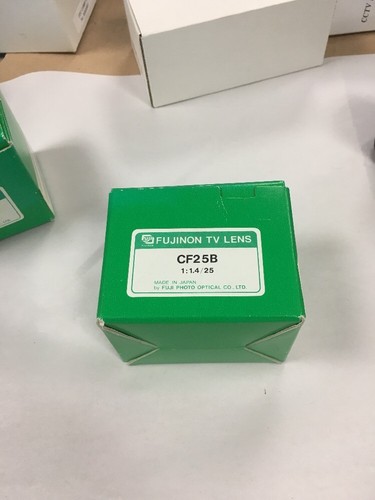 FUJINON TV LENS
CF25B
1:1.4/25
MADE IN JAPAN
by FUJI PHOTO OPTICAL CO., LTD.